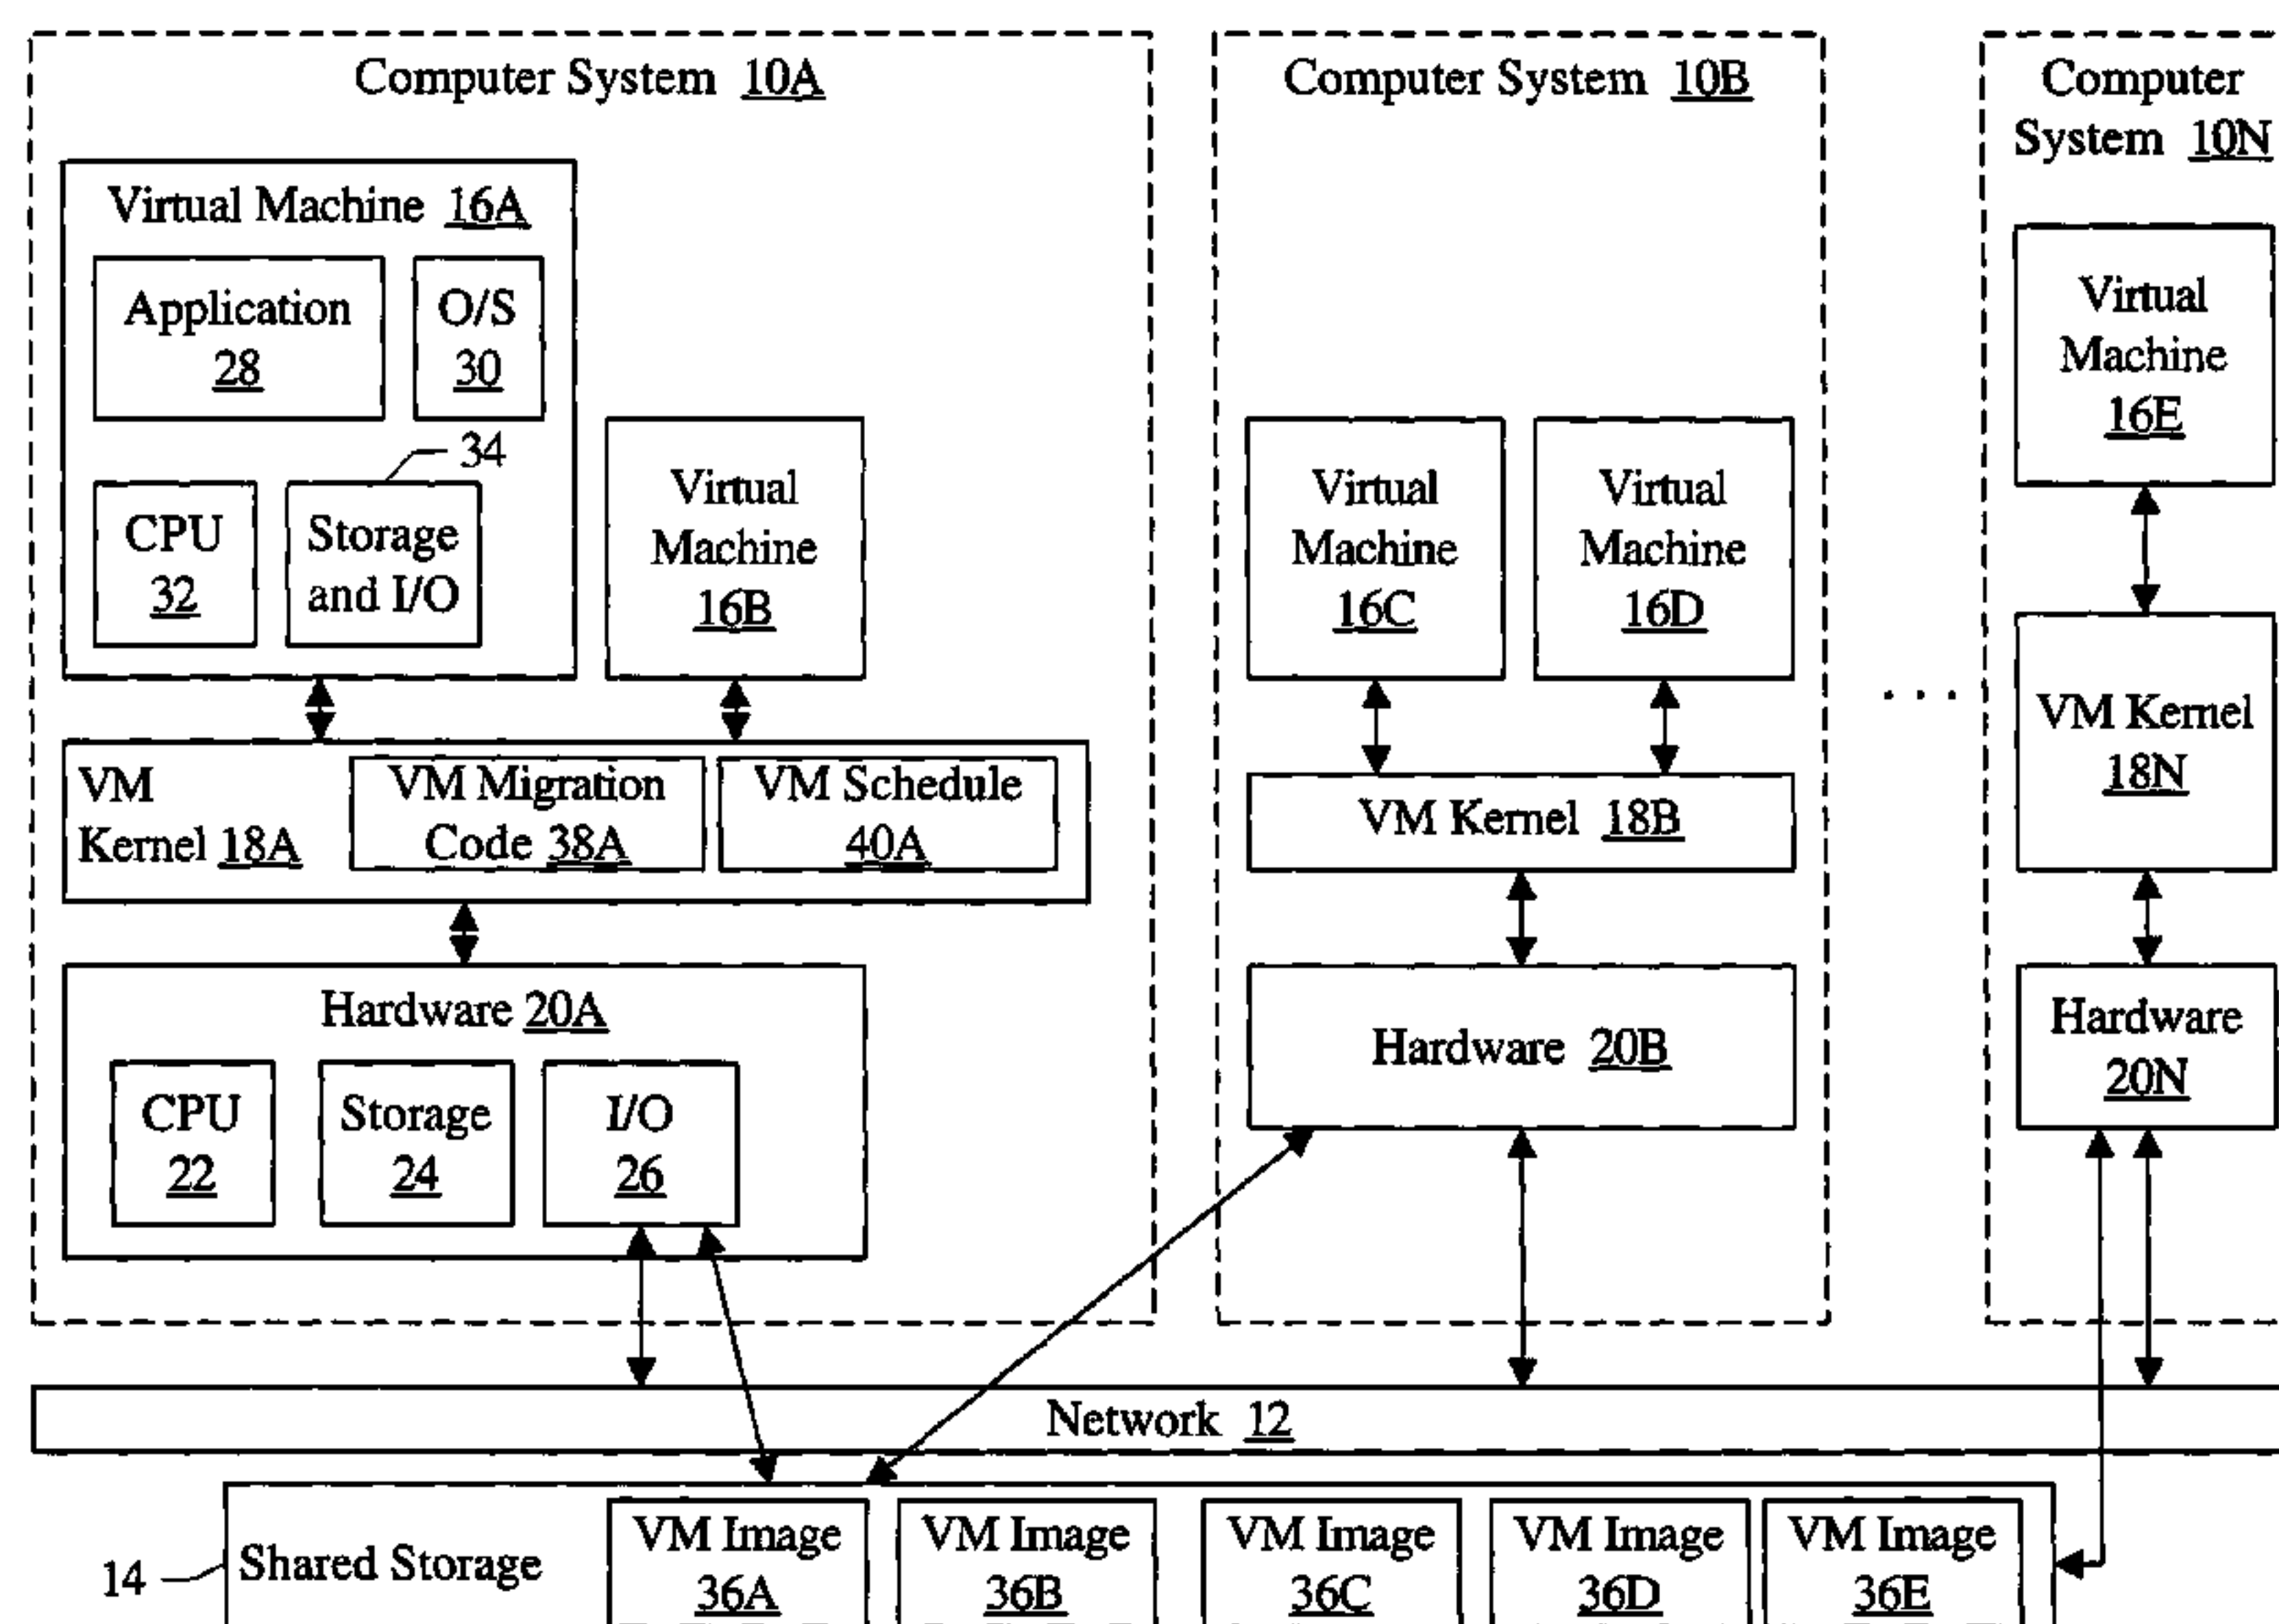 Computer System 10A
Virtual Machine 16A
Application
28
O/S
30
34
CPU
32
Storage
and I/O
Virtual
Machine
16B
VM
Kernel 18A
VM Migration
Code 38A
VM Schedule
40A
Hardware 20A
CPU
22
Storage
24
I/O
26
Computer System 10B
Virtual
Machine
16C
Virtual
Machine
16D
VM Kernel 18B
Hardware 20B
. . .
Computer
System 10N
Virtual
Machine
16E
VM Kernel
18N
Hardware
20N
Network 12
14
Shared Storage
VM Image
36A
VM Image
36B
VM Image
36C
VM Image
36D
VM Image
36E